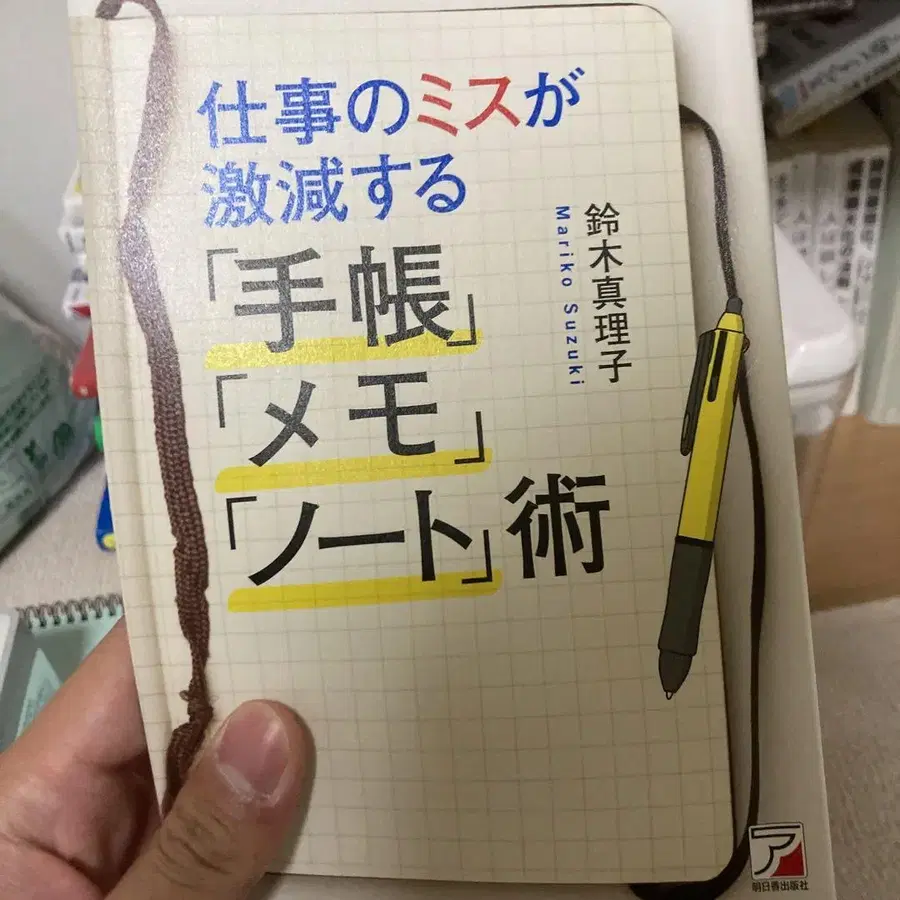 仕事のミスが
激減する
「手帳」
「メモ」
「ノート」術
鈴木真理子
Mariko Suzuki
ア
明日香出版社